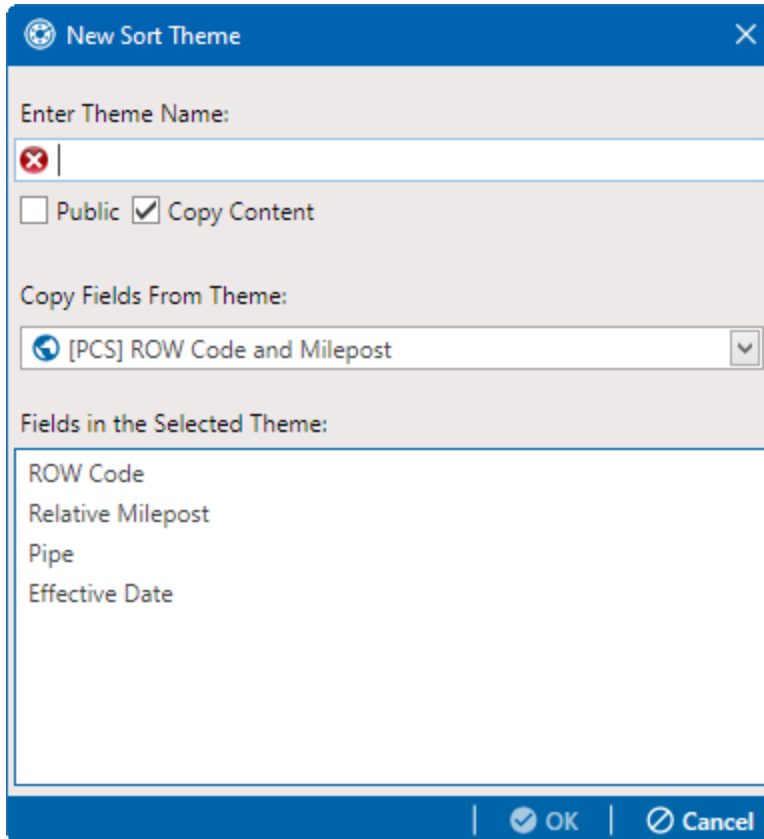 New Sort Theme
Enter Theme Name:
Public Copy Content
Copy Fields From Theme:
[PCS] ROW Code and Milepost
Fields in the Selected Theme:
ROW Code
Relative Milepost
Pipe
Effective Date
OK Cancel